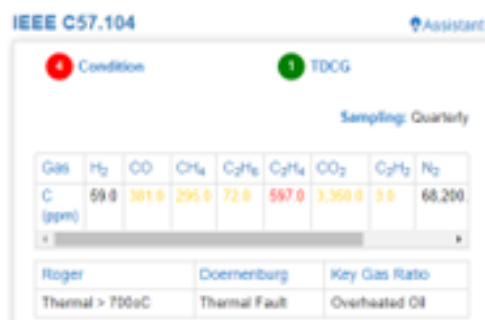 IEEE C57.104
Assistant
4 Condition
1 TDCG
Sampling: Quarterly
Gas H₂ CO CH₄ C₂H₆ C₂H₄ CO₂ C₂H₂ N₂
C (ppm) 59.0 381.0 295.0 72.0 597.0 3,350.0 3.0 68,200.
Roger Doernenburg Key Gas Ratio
Thermal > 700oC Thermal Fault Overheated Oil